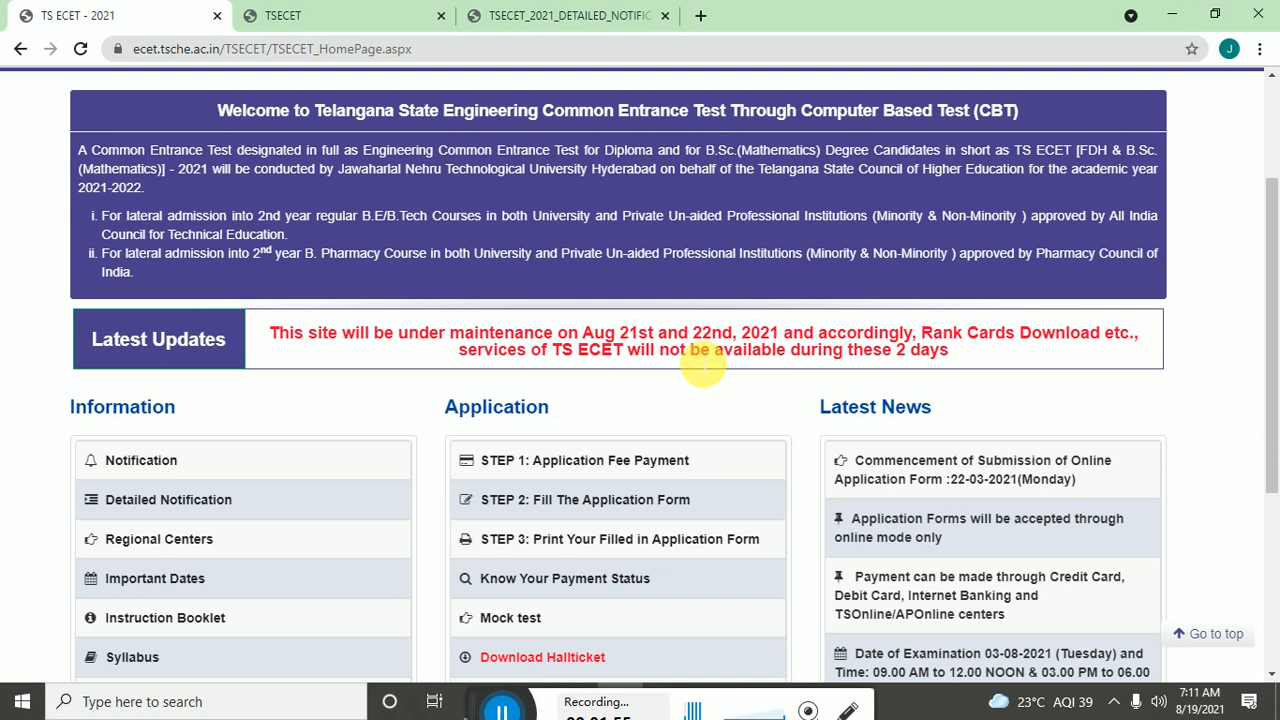 TS ECET - 2021
TSECET
TSECET_2021_DETAILED_NOTIFIC
ecet.tsche.ac.in/TSECET/TSECET_HomePage.aspx
J
Welcome to Telangana State Engineering Common Entrance Test Through Computer Based Test (CBT)
A Common Entrance Test designated in full as Engineering Common Entrance Test for Diploma and for B.Sc.(Mathematics) Degree Candidates in short as TS ECET [FDH & B.Sc.
(Mathematics)] - 2021 will be conducted by Jawaharlal Nehru Technological University Hyderabad on behalf of the Telangana State Council of Higher Education for the academic year
2021-2022.
i. For lateral admission into 2nd year regular B.E/B.Tech Courses in both University and Private Un-aided Professional Institutions (Minority & Non-Minority ) approved by All India
Council for Technical Education.
ii. For lateral admission into 2nd year B. Pharmacy Course in both University and Private Un-aided Professional Institutions (Minority & Non-Minority ) approved by Pharmacy Council of
India.
Latest Updates
This site will be under maintenance on Aug 21st and 22nd, 2021 and accordingly, Rank Cards Download etc.,
services of TS ECET will not be available during these 2 days
Information
Notification
Detailed Notification
Regional Centers
Important Dates
Instruction Booklet
Syllabus
Application
STEP 1: Application Fee Payment
STEP 2: Fill The Application Form
STEP 3: Print Your Filled in Application Form
Know Your Payment Status
Mock test
Download Hallticket
Latest News
Commencement of Submission of Online
Application Form :22-03-2021(Monday)
Application Forms will be accepted through
online mode only
Payment can be made through Credit Card,
Debit Card, Internet Banking and
TSOnline/APOnline centers
Date of Examination 03-08-2021 (Tuesday) and
Time: 09.00 AM to 12.00 NOON & 03.00 PM to 06.00
Go to top
Type here to search
Recording...
23°C AQI 39
7:11 AM
8/19/2021